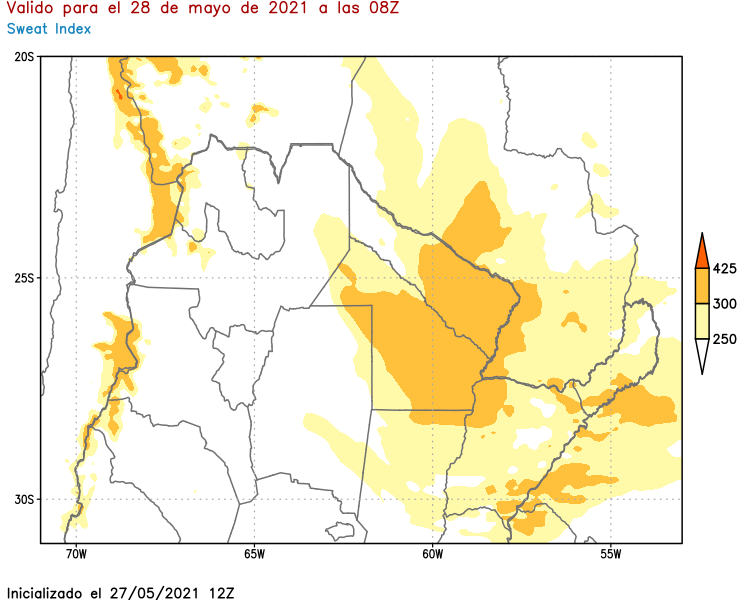 Valido para el 28 de mayo de 2021 a las 08Z
Sweat Index
20S
25S
30S
70W
65W
60W
55W
425
300
250
Inicializado el 27/05/2021 12Z